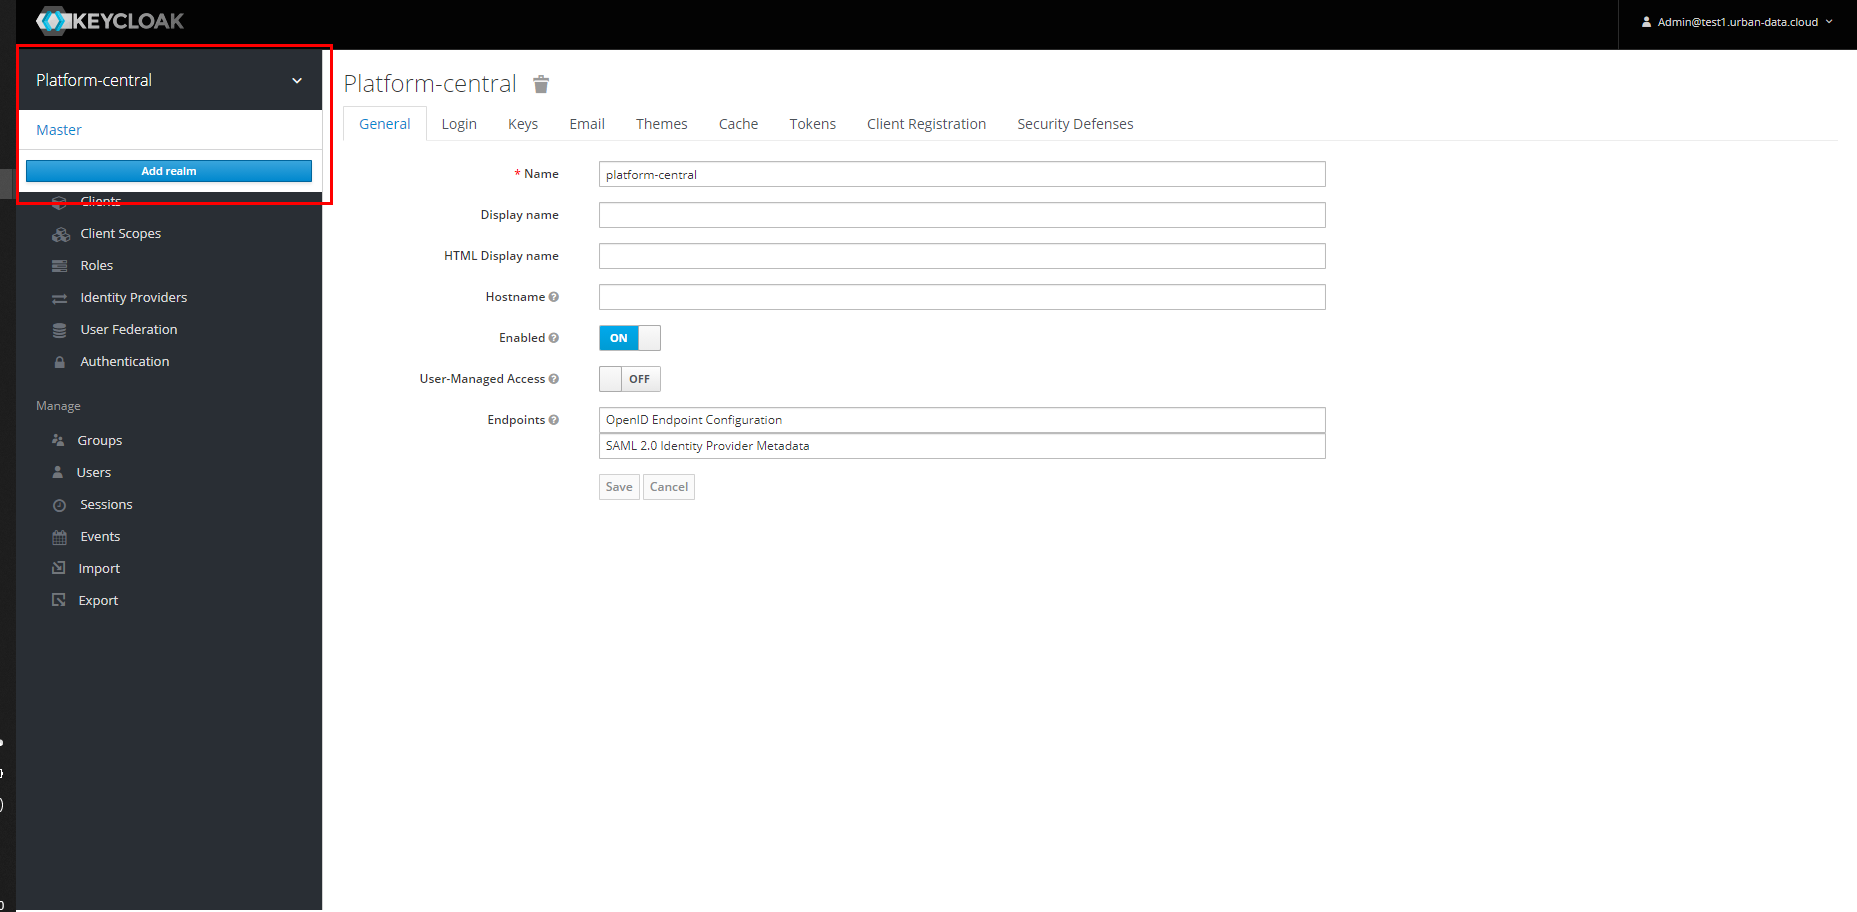 KEYCLOAK
Admin@test1.urban-data.cloud
Platform-central
Master
Add realm
Clients
Client Scopes
Roles
Identity Providers
User Federation
Authentication
Manage
Groups
Users
Sessions
Events
Import
Export
Platform-central
General Login Keys Email Themes Cache Tokens Client Registration Security Defenses
* Name platform-central
Display name
HTML Display name
Hostname
Enabled ON
User-Managed Access OFF
Endpoints OpenID Endpoint Configuration
SAML 2.0 Identity Provider Metadata
Save Cancel